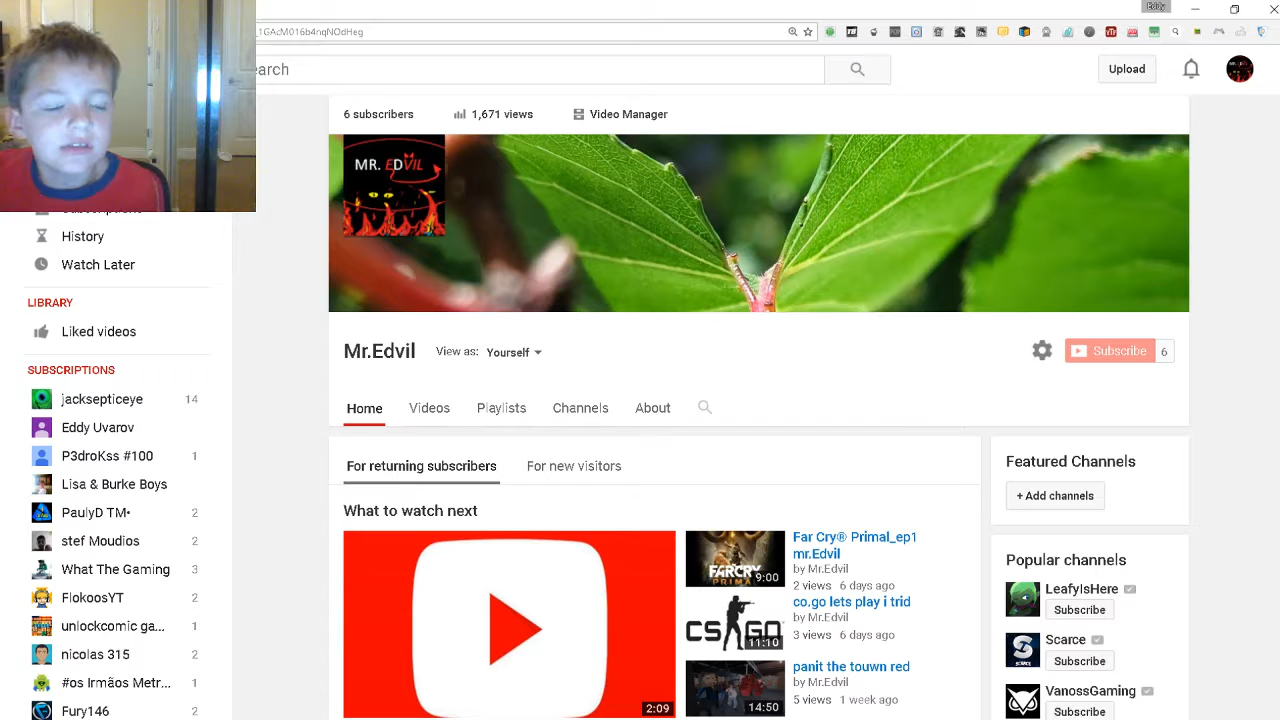 Eddy
1GAcM016b4nqNOdHeg
earch
Upload
6 subscribers
1,671 views
Video Manager
MR. EDVIL
History
Watch Later
LIBRARY
Liked videos
SUBSCRIPTIONS
jacksepticeye 14
Eddy Uvarov
P3droKss #100 1
Lisa & Burke Boys
PaulyD TM• 2
stef Moudios 2
What The Gaming 3
FlokoosYT 2
unlockcomic ga... 1
nicolas 315 2
#os Irmãos Metr... 1
Fury146 2
Mr.Edvil
View as: Yourself
Subscribe 6
Home Videos Playlists Channels About
For returning subscribers
For new visitors
What to watch next
2:09
FARCRY
PRIMAL
9:00
Far Cry® Primal_ep1
mr.Edvil
by Mr.Edvil
2 views 6 days ago
CS GO
11:10
co,go lets play i trid
by Mr.Edvil
3 views 6 days ago
14:50
panit the touwn red
by Mr.Edvil
5 views 1 week ago
Featured Channels
+ Add channels
Popular channels
LeafyIsHere
Subscribe
SCARCE
Scarce
Subscribe
VanossGaming
Subscribe